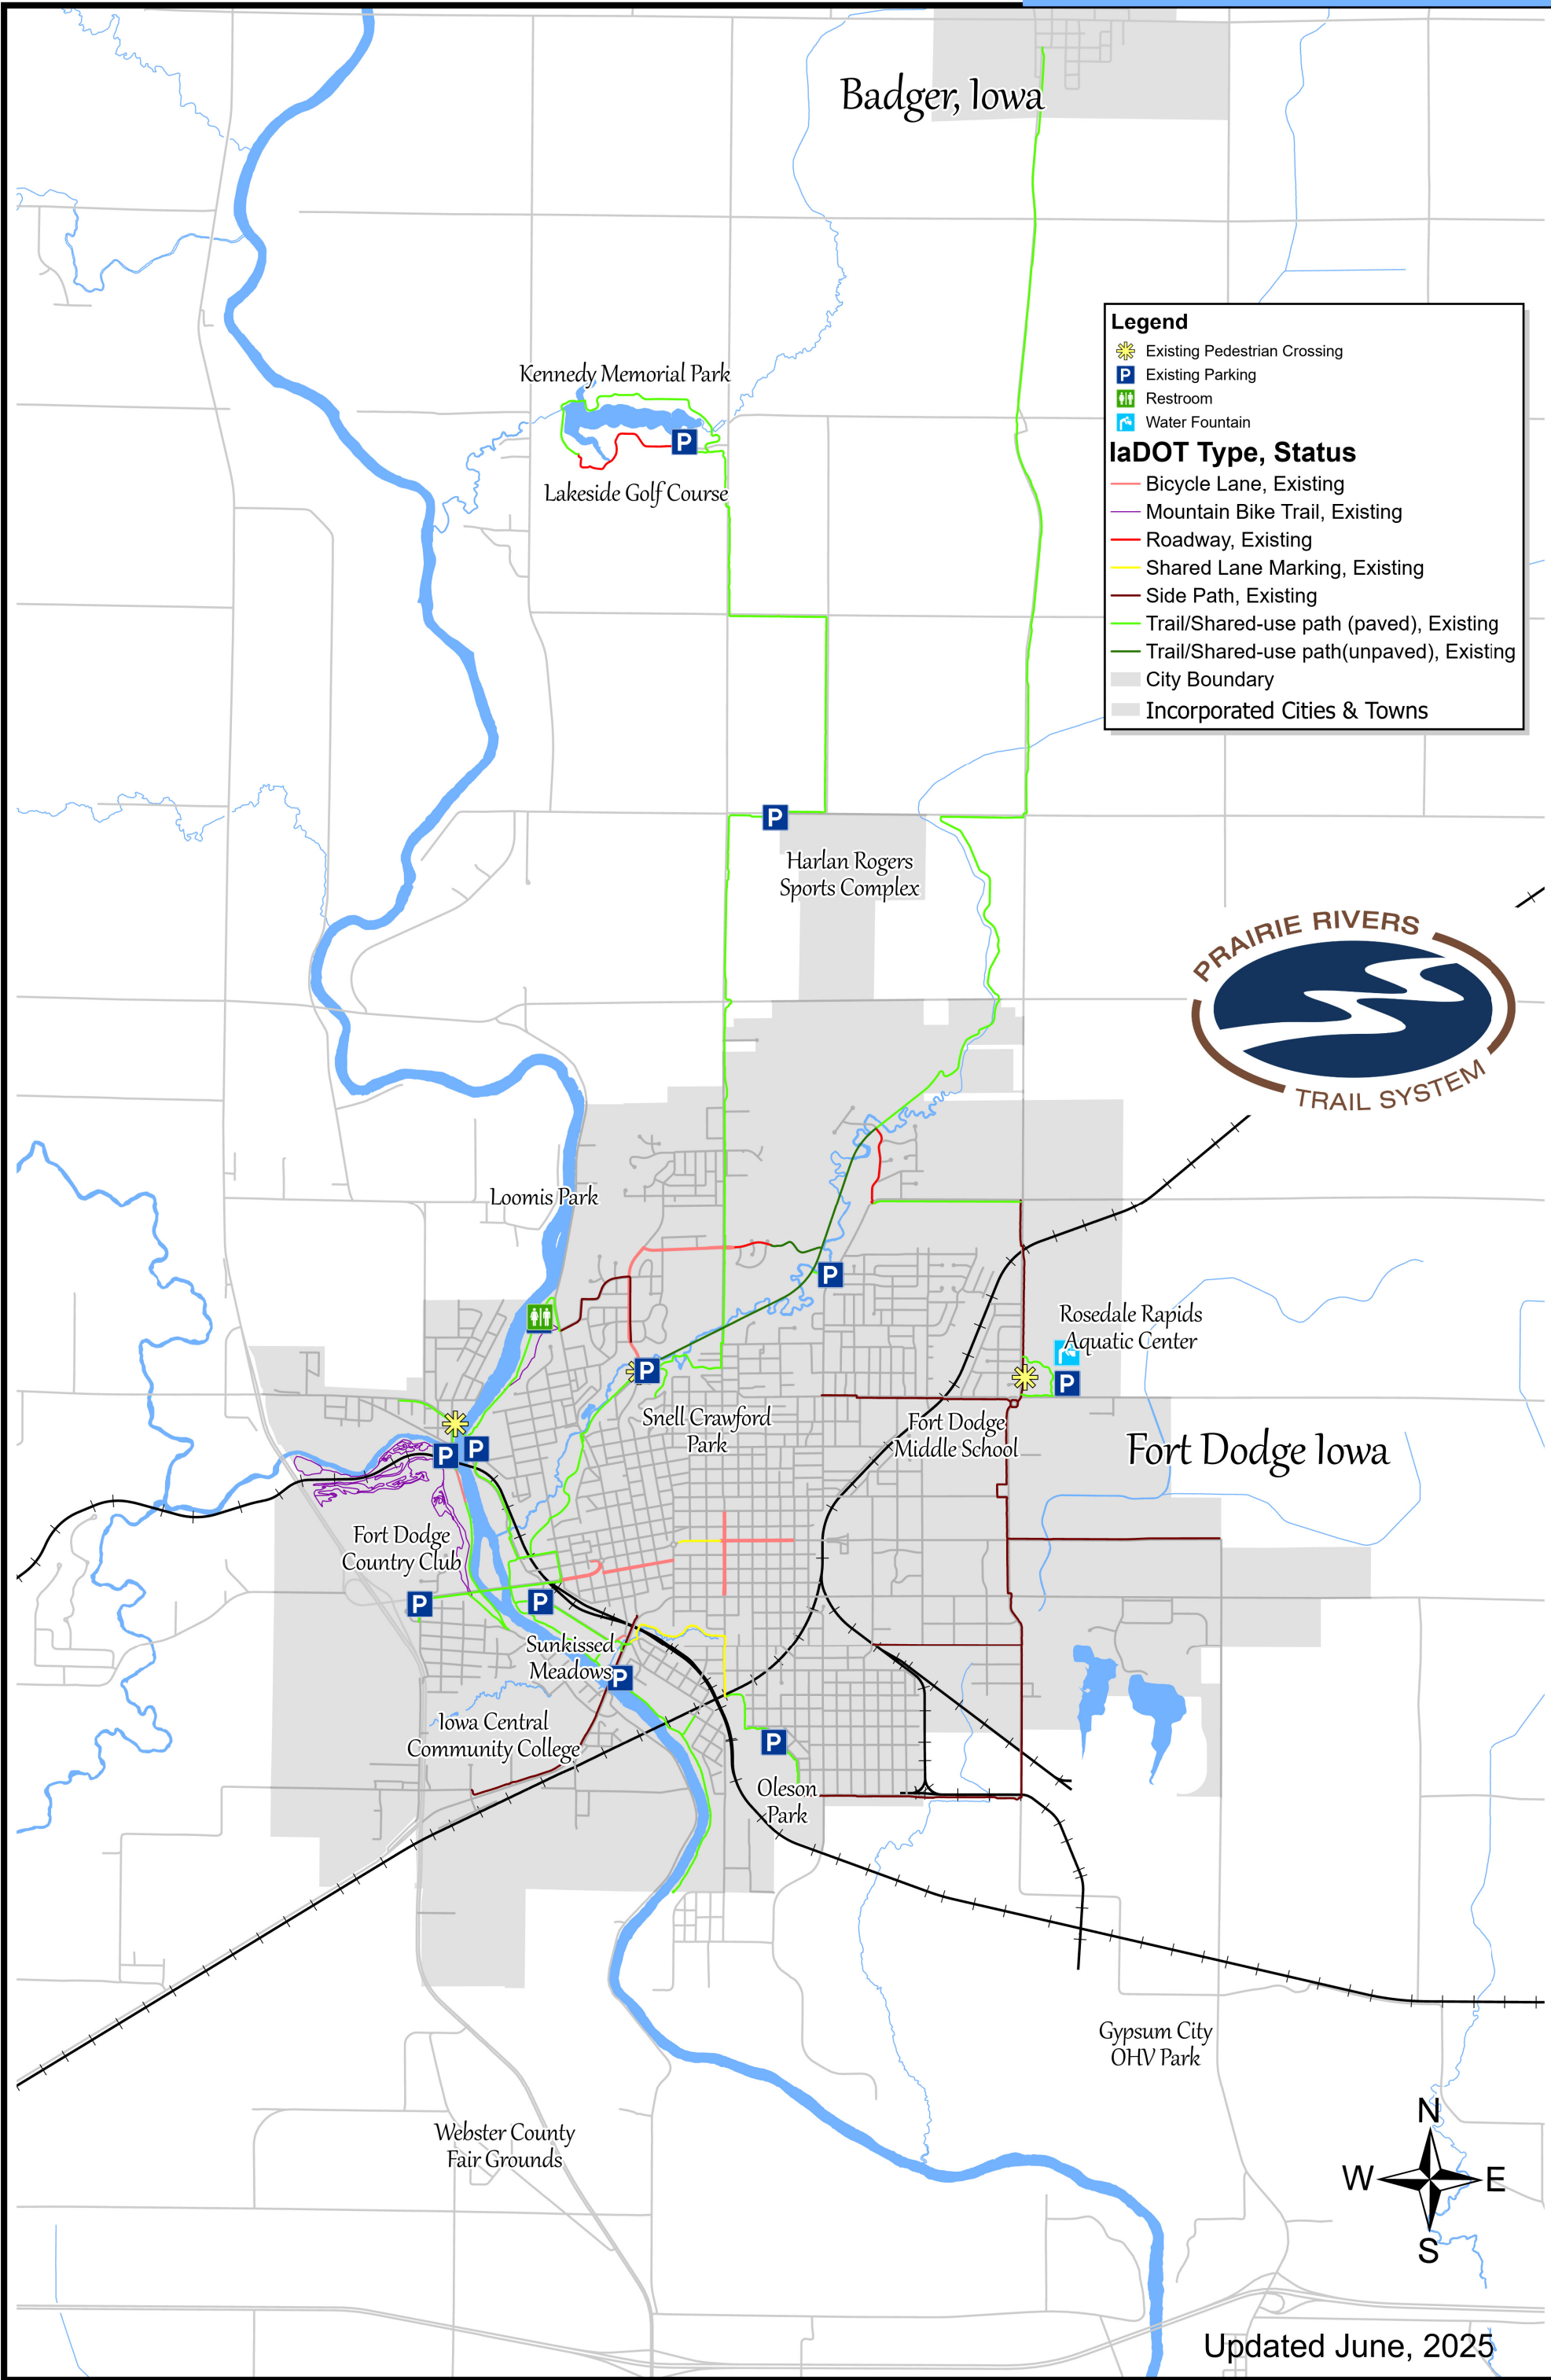 Badger, Iowa
Legend
Existing Pedestrian Crossing
P Existing Parking
Restroom
Water Fountain
IaDOT Type, Status
Bicycle Lane, Existing
Mountain Bike Trail, Existing
Roadway, Existing
Shared Lane Marking, Existing
Side Path, Existing
Trail/Shared-use path (paved), Existing
Trail/Shared-use path(unpaved), Existing
City Boundary
Incorporated Cities & Towns
Kennedy Memorial Park
P
Lakeside Golf Course
P
Harlan Rogers
Sports Complex
PRAIRIE RIVERS
TRAIL SYSTEM
Loomis Park
P
Rosedale Rapids
Aquatic Center
P
P
Snell Crawford
Park
Fort Dodge
Middle School
Fort Dodge Iowa
P
P
Fort Dodge
Country Club
P
P
Sunkissed
Meadows
P
Iowa Central
Community College
P
Oleson
Park
Gypsum City
OHV Park
Webster County
Fair Grounds
N
W
E
S
Updated June, 2025